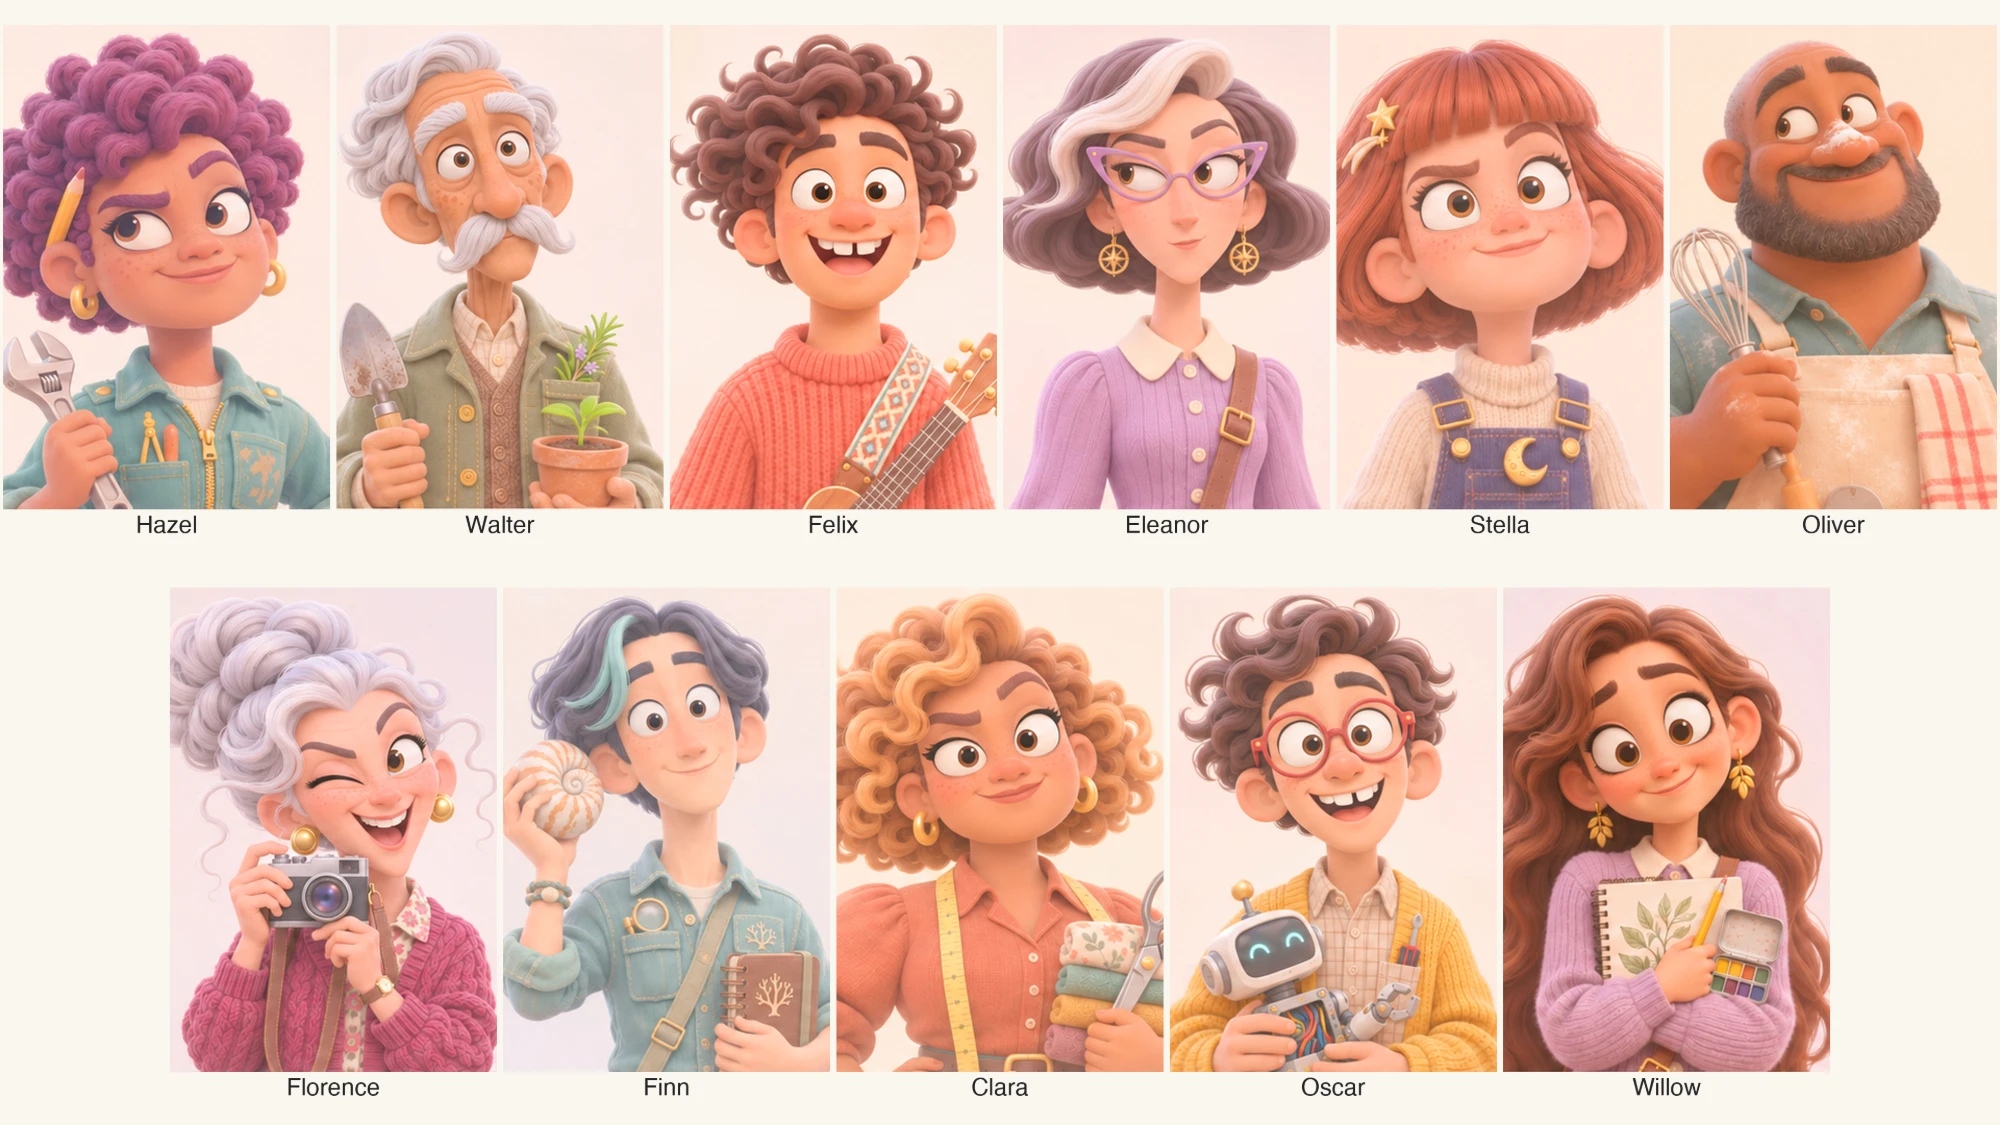 Hazel
Walter
Felix
Eleanor
Stella
Oliver
Florence
Finn
Clara
Oscar
Willow